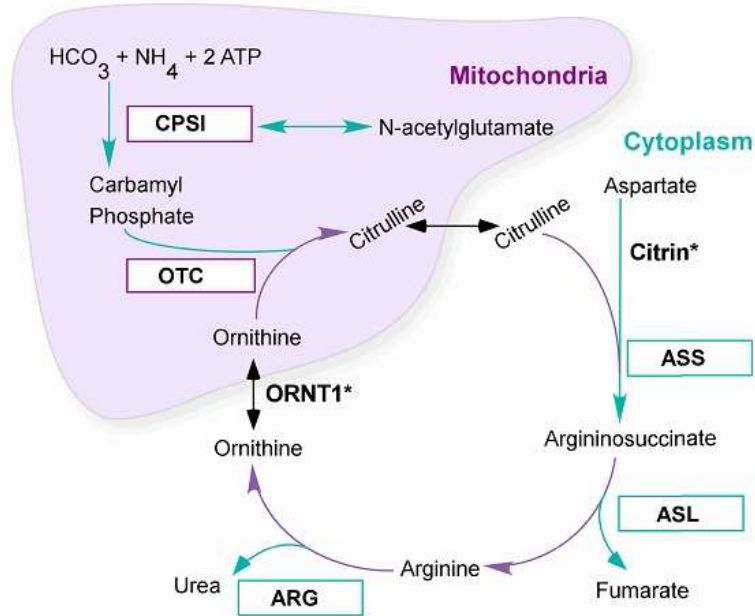 HCO3 + NH4 + 2 ATP
Mitochondria
CPSI
N-acetylglutamate
Cytoplasm
Carbamyl
Phosphate
Aspartate
Citrulline
Citrulline
Citrin*
OTC
Ornithine
ASS
ORNT1*
Ornithine
Argininosuccinate
ASL
Arginine
Urea
ARG
Fumarate